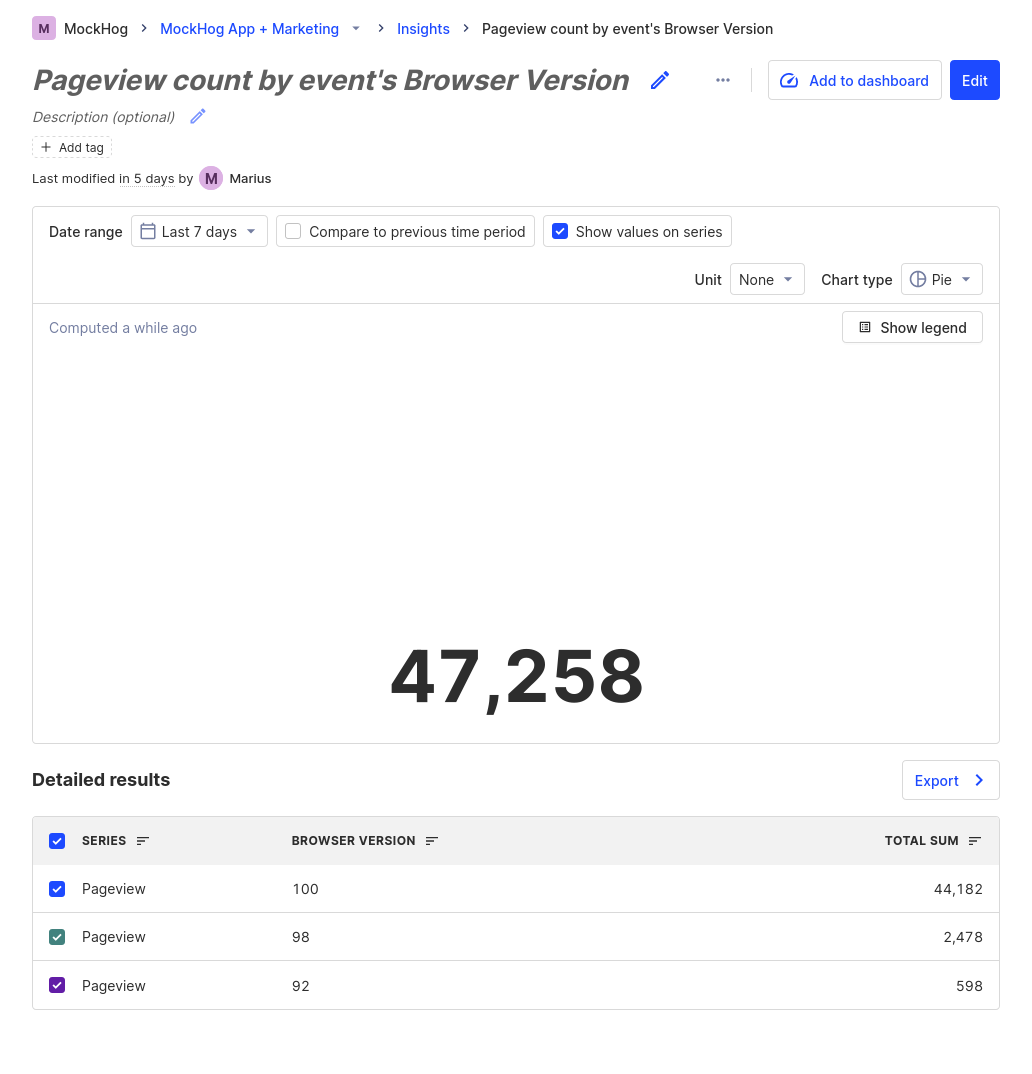 M MockHog MockHog App + Marketing Insights Pageview count by event's Browser Version
Pageview count by event's Browser Version
Add to dashboard
Edit
Description (optional)
Add tag
Last modified in 5 days by M Marius
Date range Last 7 days Compare to previous time period Show values on series
Unit None Chart type Pie
Computed a while ago Show legend
47,258
Detailed results Export
SERIES BROWSER VERSION TOTAL SUM
Pageview 100 44,182
Pageview 98 2,478
Pageview 92 598